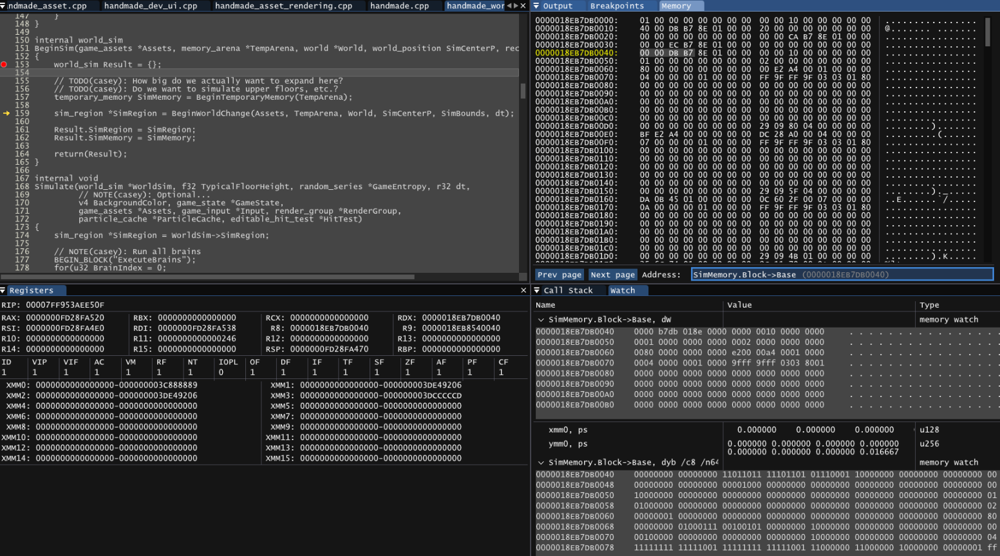 ndmade_asset.cpp handmade_dev_ui.cpp handmade_asset_rendering.cpp handmade.cpp handmade_wor
147 }
148 }
149
150 internal world_sim
151 BeginSim(game_assets *Assets, memory_arena *TempArena, world *World, world_position SimCenterP, rec
152 {
153 world_sim Result = {};
154
155 // TODO(casey): How big do we actually want to expand here?
156 // TODO(casey): Do we want to simulate upper floors, etc.?
157 temporary_memory SimMemory = BeginTemporaryMemory(TempArena);
158
159 sim_region *SimRegion = BeginWorldChange(Assets, TempArena, World, SimCenterP, SimBounds, dt);
160
161 Result.SimRegion = SimRegion;
162 Result.SimMemory = SimMemory;
163
164 return(Result);
165 }
166
167 internal void
168 Simulate(world_sim *WorldSim, f32 TypicalFloorHeight, random_series *GameEntropy, r32 dt,
169 // NOTE(casey): Optional...
170 v4 BackgroundColor, game_state *GameState,
171 game_assets *Assets, game_input *Input, render_group *RenderGroup,
172 particle_cache *ParticleCache, editable_hit_test *HitTest)
173 {
174 sim_region *SimRegion = WorldSim->SimRegion;
175
176 // NOTE(casey): Run all brains
177 BEGIN_BLOCK("ExecuteBrains");
178 for(u32 BrainIndex = 0;
Output Breakpoints Memory
0000018EB7DB0000: 01 00 00 00 00 00 00 00 00 00 10 00 00 00 00 00 ................
0000018EB7DB0010: 40 00 DB B7 8E 01 00 00 20 00 00 00 00 00 00 00 @....... .......
0000018EB7DB0020: 00 00 00 00 00 00 00 00 00 00 CA B7 8E 01 00 00 ................
0000018EB7DB0030: 00 00 EC B7 8E 01 00 00 00 00 00 00 00 00 00 00 ................
0000018EB7DB0040: 00 00 DB B7 8E 01 00 00 00 00 10 00 00 00 00 00 ................
0000018EB7DB0050: 01 00 00 00 00 00 00 00 02 00 00 00 00 00 00 00 ................
0000018EB7DB0060: 80 00 00 00 00 00 00 00 00 E2 A4 00 01 00 00 00 ................
0000018EB7DB0070: 04 00 00 00 01 00 00 00 FF 9F FF 9F 03 03 01 80 ................
0000018EB7DB0080: 00 00 00 00 00 00 00 00 00 00 00 00 00 00 00 00 ................
0000018EB7DB0090: 00 00 00 00 00 00 00 00 00 00 00 00 00 00 00 00 ................
0000018EB7DB00A0: 00 00 00 00 00 00 00 00 00 00 00 00 00 00 00 00 ................
0000018EB7DB00B0: 00 00 00 00 00 00 00 00 00 00 00 00 00 00 00 00 ................
0000018EB7DB00C0: 00 00 00 00 00 00 00 00 00 00 00 00 00 00 00 00 ................
0000018EB7DB00D0: 00 00 00 00 00 00 00 00 29 09 80 04 00 00 00 00 ........).......
0000018EB7DB00E0: BF E2 A4 00 00 00 00 00 DC 28 A0 00 04 00 00 00 .........(......
0000018EB7DB00F0: 07 00 00 00 01 00 00 00 FF 9F FF 9F 03 03 01 80 ................
0000018EB7DB0100: 00 00 00 00 00 00 00 00 00 00 00 00 00 00 00 00 ................
0000018EB7DB0110: 00 00 00 00 00 00 00 00 00 00 00 00 00 00 00 00 ................
0000018EB7DB0120: 00 00 00 00 00 00 00 00 00 00 00 00 00 00 00 00 ................
0000018EB7DB0130: 00 00 00 00 00 00 00 00 00 00 00 00 00 00 00 00 ................
0000018EB7DB0140: 00 00 00 00 00 00 00 00 00 00 00 00 00 00 00 00 ................
0000018EB7DB0150: 00 00 00 00 00 00 00 00 29 09 5F 04 00 00 00 00 ........)._.....
0000018EB7DB0160: DA 0B 45 01 00 00 00 00 0C 60 2F 00 07 00 00 00 ..E......`/.....
0000018EB7DB0170: 0A 00 00 00 01 00 00 00 FF 9F FF 9F 03 03 01 80 ................
0000018EB7DB0180: 00 00 00 00 00 00 00 00 00 00 00 00 00 00 00 00 ................
0000018EB7DB0190: 00 00 00 00 00 00 00 00 00 00 00 00 00 00 00 00 ................
0000018EB7DB01A0: 00 00 00 00 00 00 00 00 00 00 00 00 00 00 00 00 ................
0000018EB7DB01B0: 00 00 00 00 00 00 00 00 00 00 00 00 00 00 00 00 ................
0000018EB7DB01C0: 00 00 00 00 00 00 00 00 00 00 00 00 00 00 00 00 ................
0000018EB7DB01D0: 00 00 00 00 00 00 00 00 29 09 4B 01 00 00 00 00 ........).K.....
Prev page Next page Address: SimMemory.Block->Base (0000018EB7DB0040)
Registers
RIP: 00007FF953AEE50F
RAX: 0000000FD28FA520 RBX: 0000000000000000 RCX: 0000000000000000 RDX: 0000018EB7DB0040
RSI: 0000000FD28FA4E0 RDI: 0000000FD28FA538 R8: 0000018EB7DB0040 R9: 0000018EB8540040
R10: 0000000000000000 R11: 0000000000000246 R12: 0000000000000000 R13: 0000000000000000
R14: 0000000000000000 R15: 0000000000000000 RSP: 0000000FD28FA470 RBP: 0000000000000000
ID VIP VIF AC VM RF NT IOPL OF DF IF TF SF ZF AF PF CF
1 1 1 1 1 1 1 0 1 1 1 1 1 1 1 1 1
XMM0: 0000000000000000-000000003C888889 XMM1: 0000000000000000-000000003DE49206
XMM2: 0000000000000000-000000003DE49206 XMM3: 0000000000000000-000000003DCCCCCD
XMM4: 0000000000000000-0000000000000000 XMM5: 0000000000000000-0000000000000000
XMM6: 0000000000000000-0000000000000000 XMM7: 0000000000000000-0000000000000000
XMM8: 0000000000000000-0000000000000000 XMM9: 0000000000000000-0000000000000000
XMM10: 0000000000000000-0000000000000000 XMM11: 0000000000000000-0000000000000000
XMM12: 0000000000000000-0000000000000000 XMM13: 0000000000000000-0000000000000000
XMM14: 0000000000000000-0000000000000000 XMM15: 0000000000000000-0000000000000000
Call Stack Watch
Name Value Type
SimMemory.Block->Base, dW memory watch
0000018EB7DB0040 0000 b7db 018e 0000 0000 0010 0000 0000 . . . . . . . . . . . . . . .
0000018EB7DB0050 0001 0000 0000 0000 0002 0000 0000 0000 . . . . . . . . . . . . . . .
0000018EB7DB0060 0080 0000 0000 0000 e200 00a4 0001 0000 . . . . . . . . . . . . . . .
0000018EB7DB0070 0004 0000 0001 0000 9fff 9fff 0303 8001 . . . . . . . . . . . . . . .
0000018EB7DB0080 0000 0000 0000 0000 0000 0000 0000 0000 . . . . . . . . . . . . . . .
0000018EB7DB0090 0000 0000 0000 0000 0000 0000 0000 0000 . . . . . . . . . . . . . . .
0000018EB7DB00A0 0000 0000 0000 0000 0000 0000 0000 0000 . . . . . . . . . . . . . . .
0000018EB7DB00B0 0000 0000 0000 0000 0000 0000 0000 0000 . . . . . . . . . . . . . . .
xmm0, ps 0.000000 0.000000 0.000000 u128
ymm0, ps 0.000000 0.000000 0.000000 0.000000 u256
0.000000 0.000000 0.000000 0.016667
SimMemory.Block->Base, dyb /c8 /n64 memory watch
0000018EB7DB0040 00000000 00000000 11011011 11101101 01110001 10000000 00000000 00000000 00
0000018EB7DB0048 00000000 00000000 00001000 00000000 00000000 00000000 00000000 00000000 00
0000018EB7DB0050 10000000 00000000 00000000 00000000 00000000 00000000 00000000 00000000 01
0000018EB7DB0058 01000000 00000000 00000000 00000000 00000000 00000000 00000000 00000000 02
0000018EB7DB0060 00000001 00000000 00000000 00000000 00000000 00000000 00000000 00000000 80
0000018EB7DB0068 00000000 01000111 00100101 00000000 10000000 00000000 00000000 00000000 00
0000018EB7DB0070 00100000 00000000 00000000 00000000 10000000 00000000 00000000 00000000 04
0000018EB7DB0078 11111111 11111001 11111111 11111001 11000000 11000000 10000000 00000001 ff